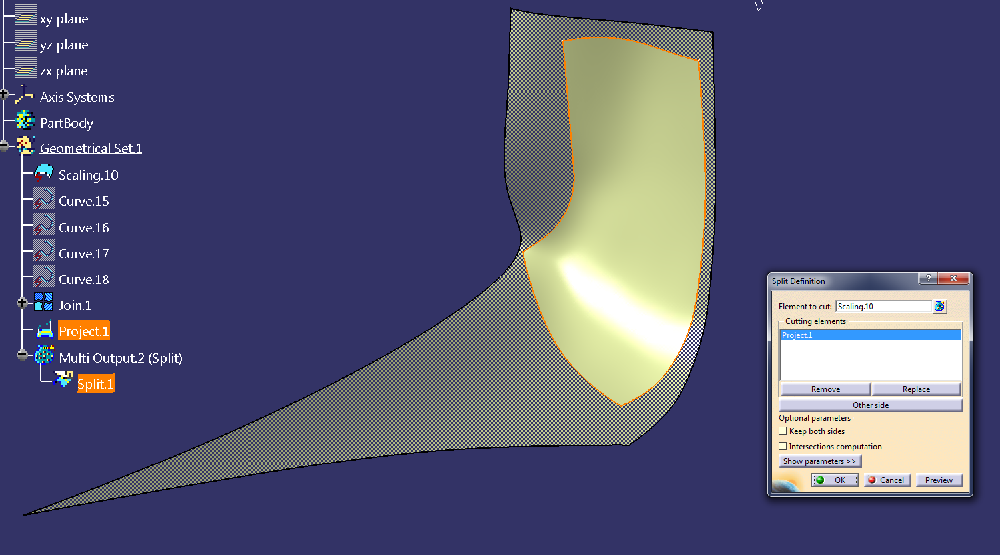 z
xy plane
yz plane
zx plane
Axis Systems
PartBody
Geometrical Set.1
Scaling.10
Curve.15
Curve.16
Curve.17
Curve.18
Join.1
Project.1
Multi Output.2 (Split)
Split.1
Split Definition
?
Element to cut: Scaling.10
Cutting elements
Project.1
Remove Replace
Other side
Optional parameters
Keep both sides
Intersections computation
Show parameters >>
OK Cancel Preview